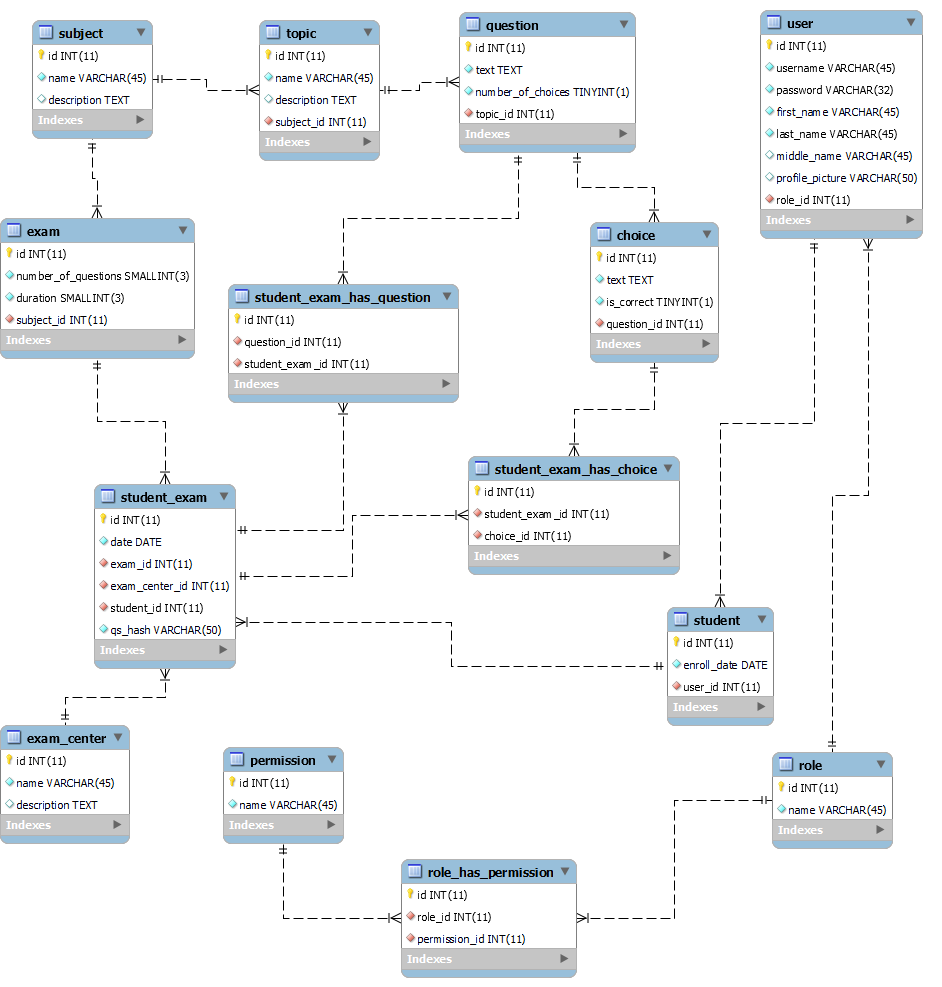 subject
id INT(11)
name VARCHAR(45)
description TEXT
Indexes
topic
id INT(11)
name VARCHAR(45)
description TEXT
subject_id INT(11)
Indexes
question
id INT(11)
text TEXT
number_of_choices TINYINT(1)
topic_id INT(11)
Indexes
user
id INT(11)
username VARCHAR(45)
password VARCHAR(32)
first_name VARCHAR(45)
last_name VARCHAR(45)
middle_name VARCHAR(45)
profile_picture VARCHAR(50)
role_id INT(11)
Indexes
exam
id INT(11)
number_of_questions SMALLINT(3)
duration SMALLINT(3)
subject_id INT(11)
Indexes
student_exam_has_question
id INT(11)
question_id INT(11)
student_exam_id INT(11)
Indexes
choice
id INT(11)
text TEXT
is_correct TINYINT(1)
question_id INT(11)
Indexes
student_exam
id INT(11)
date DATE
exam_id INT(11)
exam_center_id INT(11)
student_id INT(11)
qs_hash VARCHAR(50)
Indexes
student_exam_has_choice
id INT(11)
student_exam_id INT(11)
choice_id INT(11)
Indexes
student
id INT(11)
enroll_date DATE
user_id INT(11)
Indexes
exam_center
id INT(11)
name VARCHAR(45)
description TEXT
Indexes
permission
id INT(11)
name VARCHAR(45)
Indexes
role
id INT(11)
name VARCHAR(45)
Indexes
role_has_permission
id INT(11)
role_id INT(11)
permission_id INT(11)
Indexes